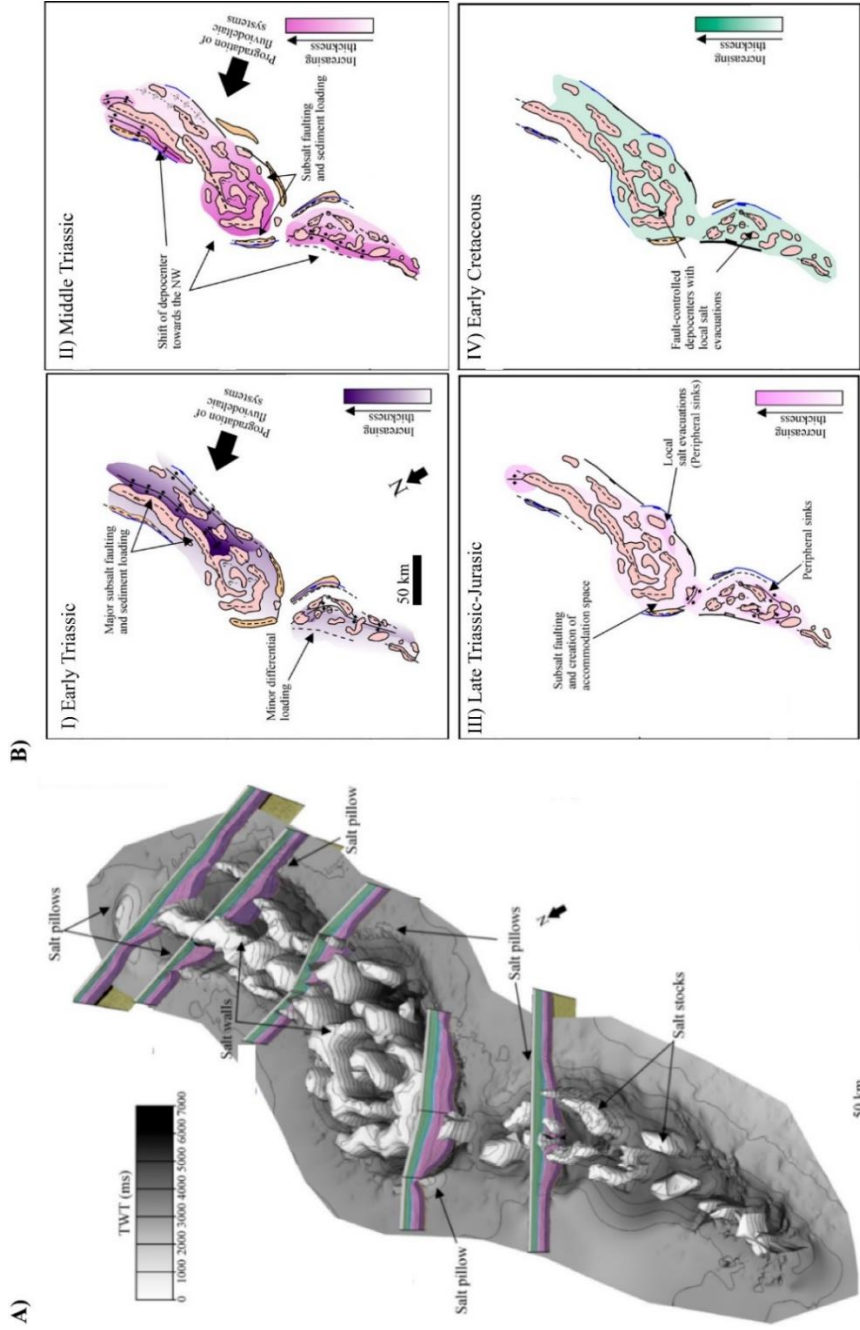 A)
TWT (ms)
0 1000 2000 3000 4000 5000 6000 7000
Salt pillows
Salt pillow
Salt walls
Salt pillows
Salt pillow
Salt stocks
N
50 km
B)
I) Early Triassic
Major subsalt faulting
and sediment loading
Minor differential
loading
50 km
N
Progradation of
fluviodeltaic
systems
Increasing
thickness
II) Middle Triassic
Shift of depocenter
towards the NW
Subsalt faulting
and sediment loading
Progradation of
fluviodeltaic
systems
Increasing
thickness
III) Late Triassic-Jurasic
Subsalt faulting
and creation of
accommodation space
Local
salt evacuations
(Peripheral sinks)
Peripheral sinks
Increasing
thickness
IV) Early Cretaceous
Fault-controlled
depocenters with
local salt
evacuations
Increasing
thickness